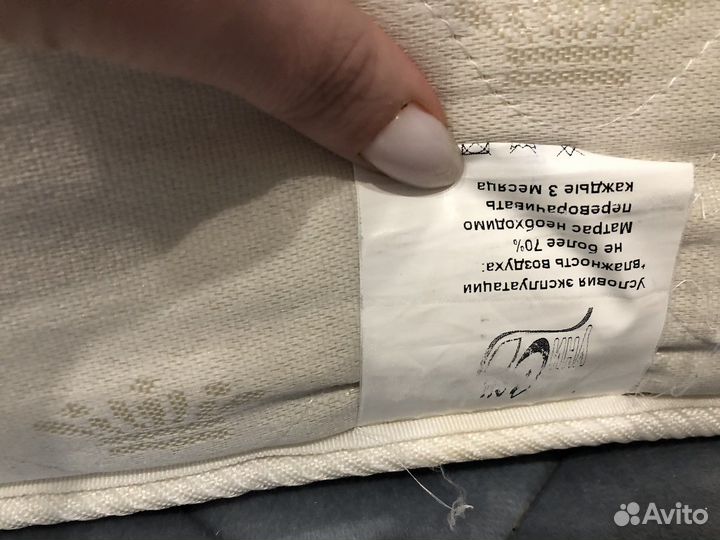 Условия эксплуатации
*влажность воздуха:
не более 70%
Матрас необходимо
переворачивать
каждые 3 месяца
Avito